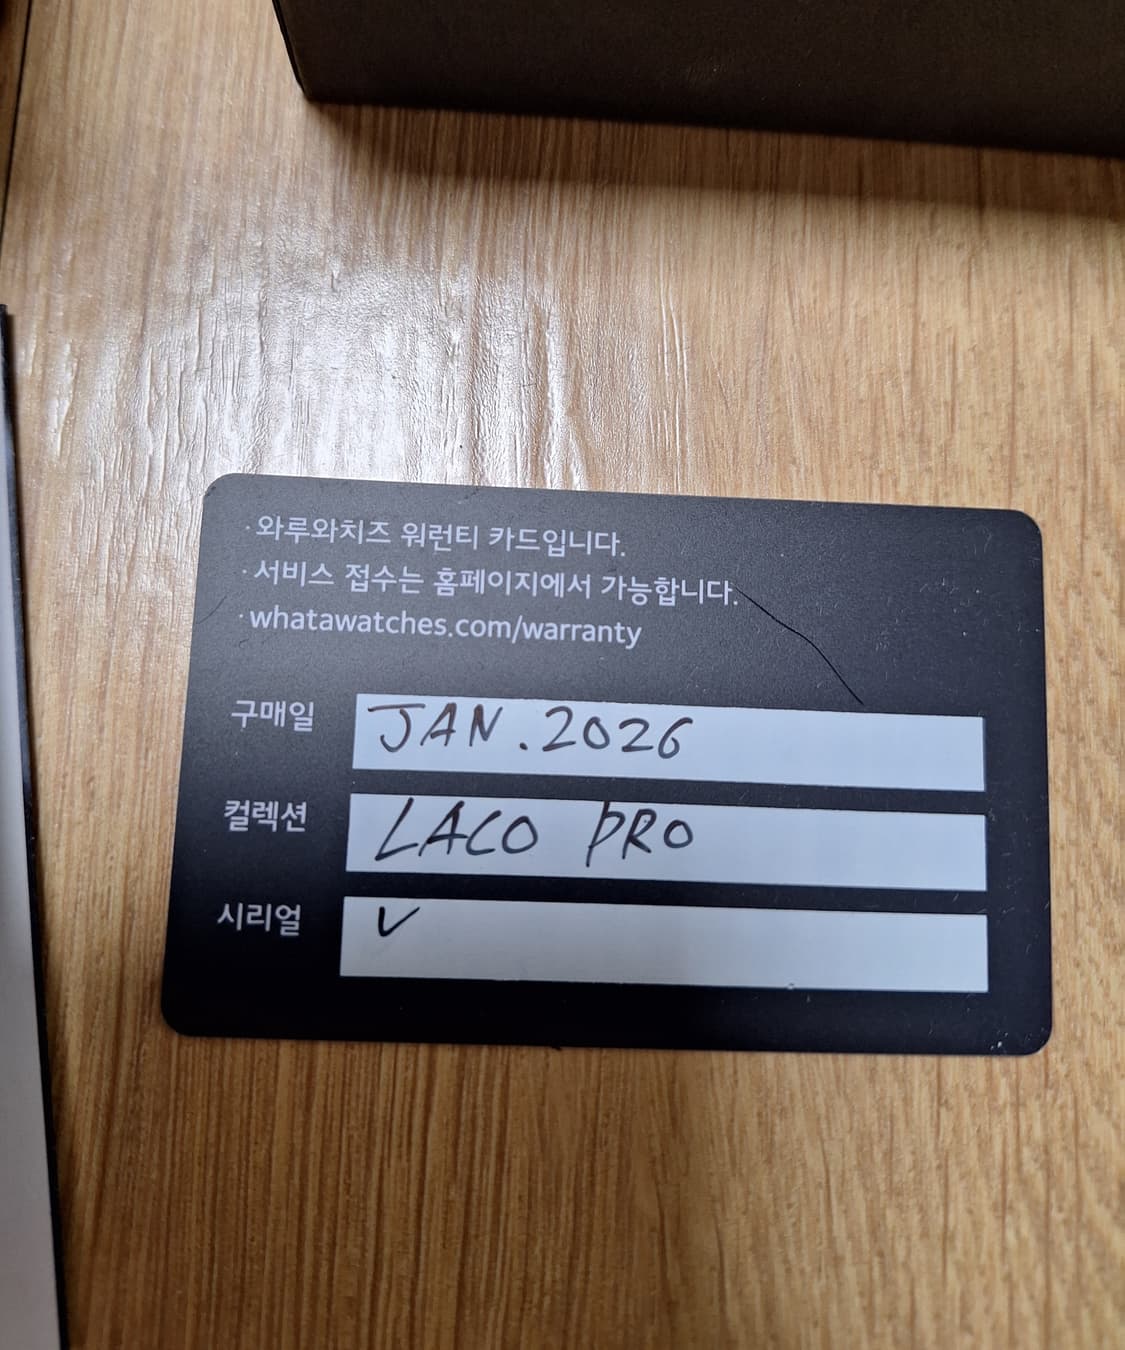 · 와루와치즈 워런티 카드입니다.
· 서비스 접수는 홈페이지에서 가능합니다.
· whatawatches.com/warranty
구매일 JAN.2026
컬렉션 LACO PRO
시리얼 ✓